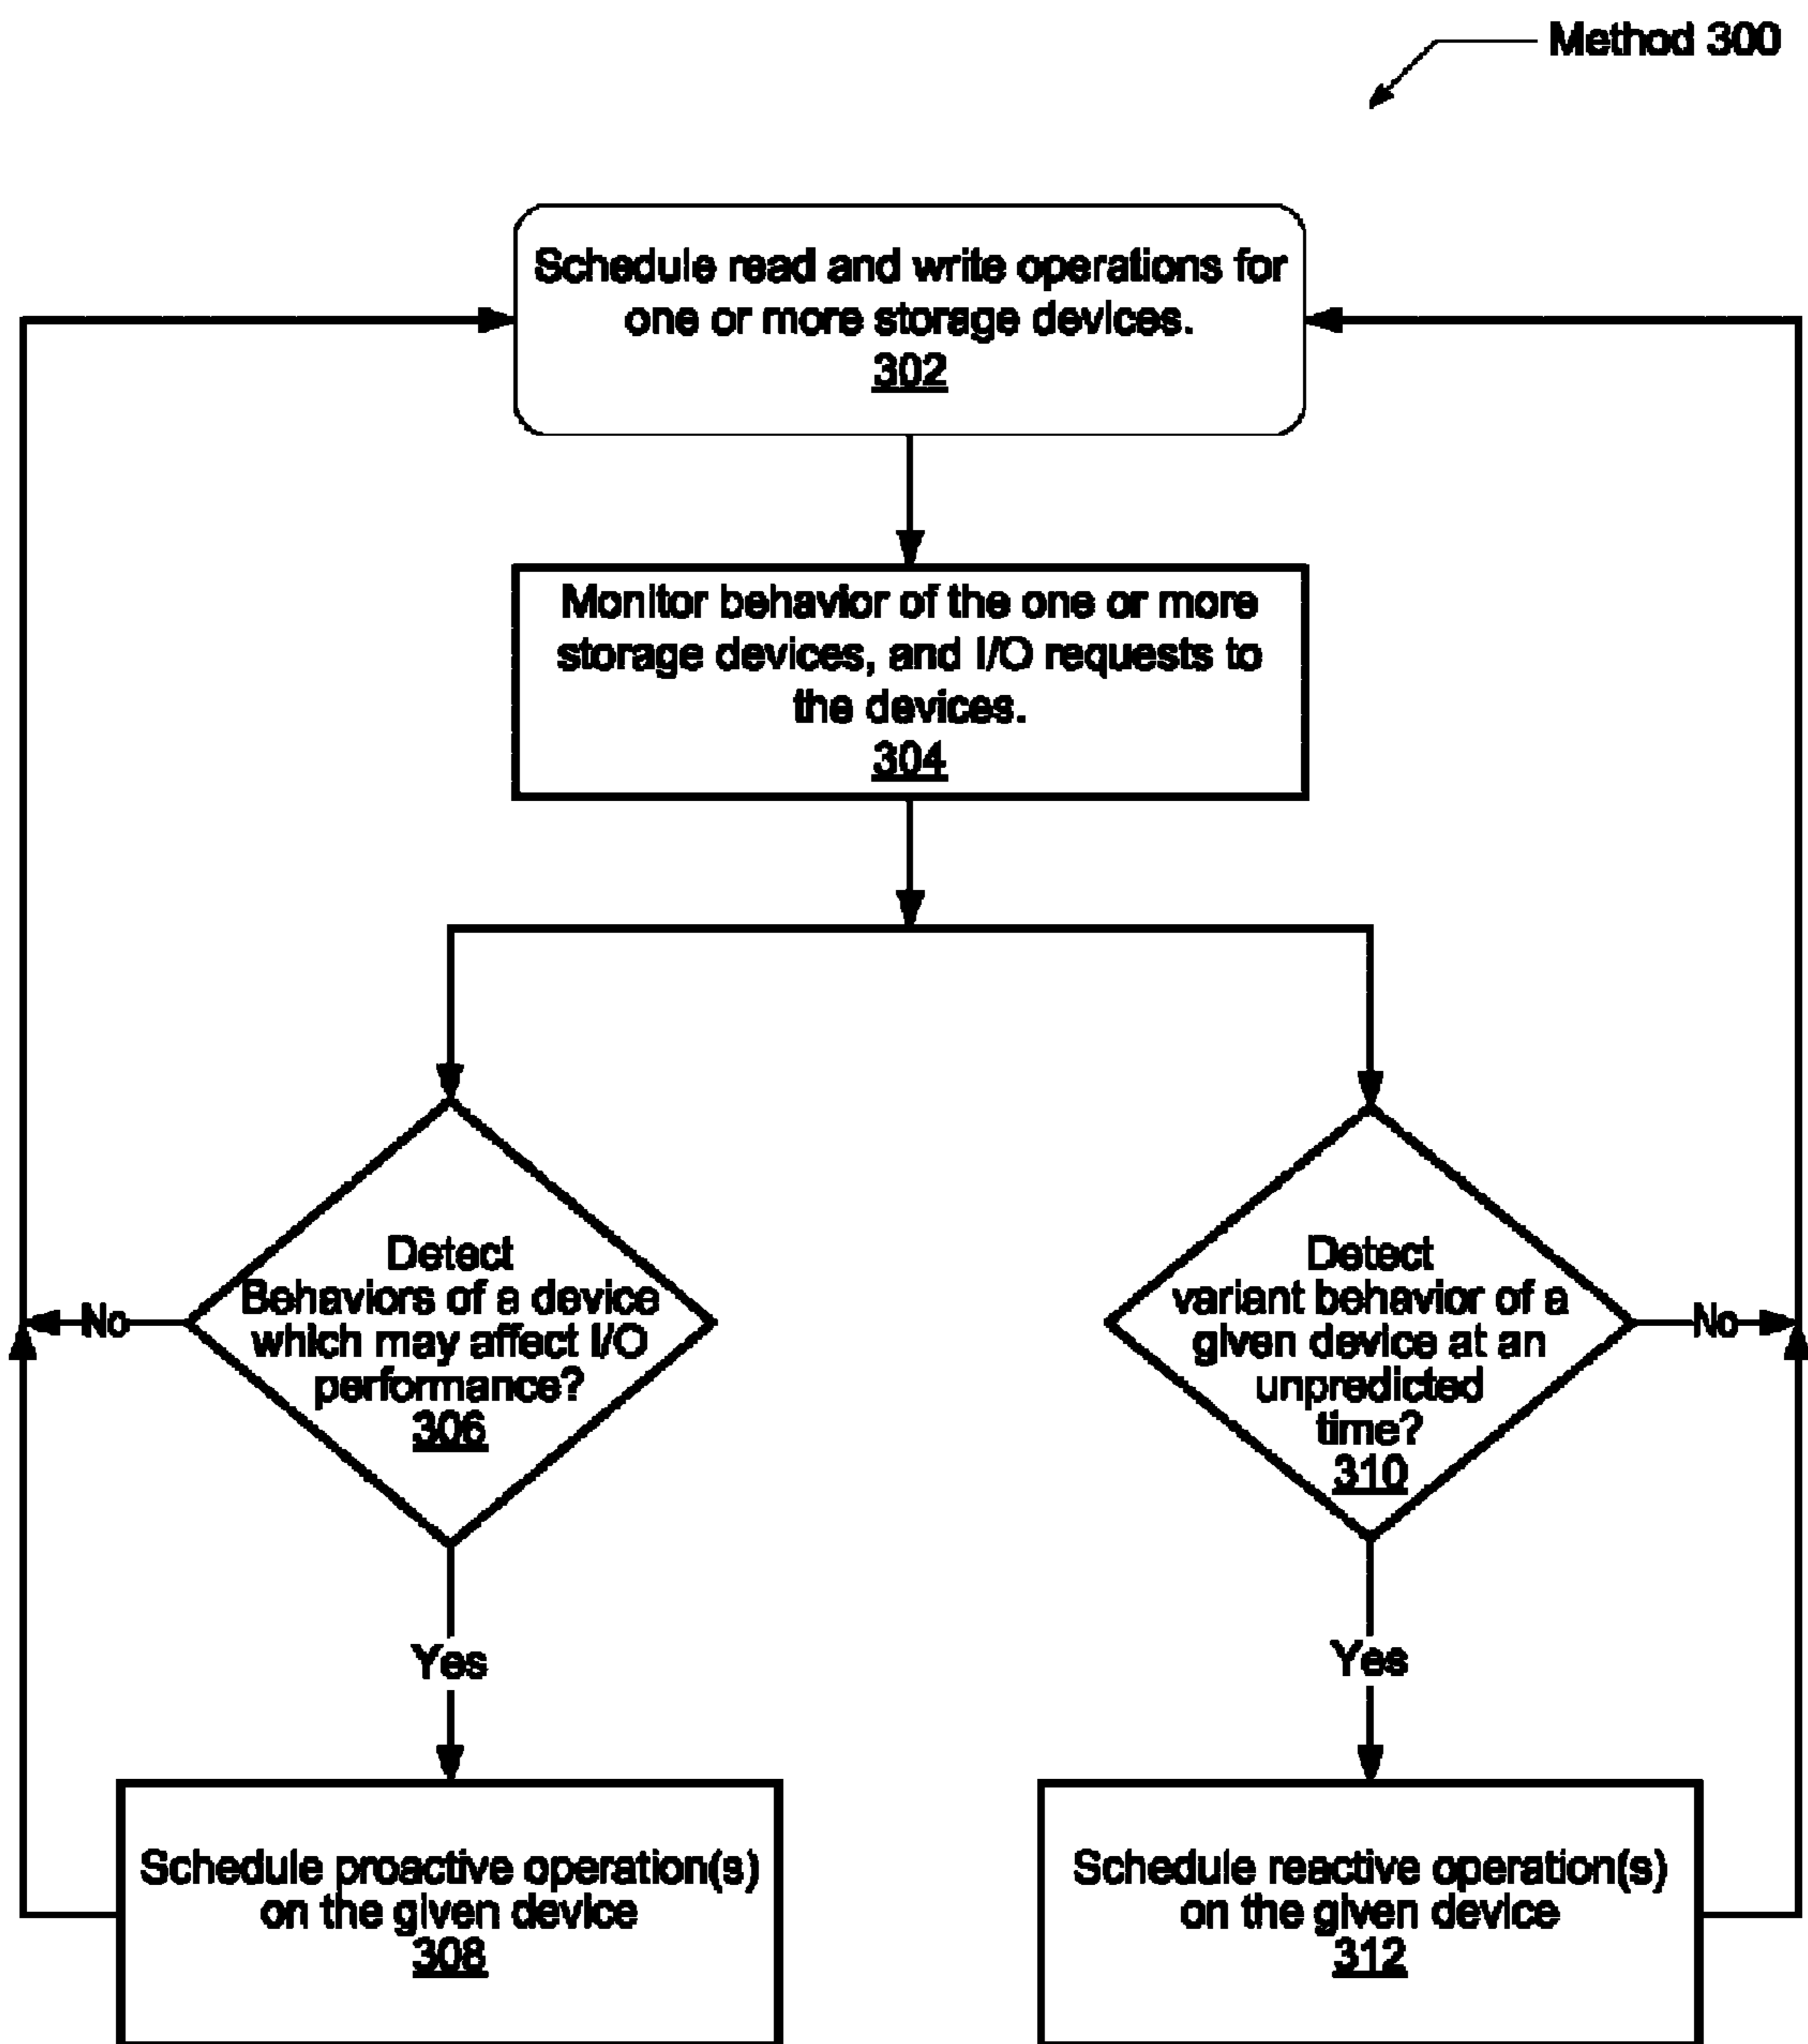 Method 300
Schedule read and write operations for
one or more storage devices.
302
Monitor behavior of the one or more
storage devices, and I/O requests to
the devices.
304
Detect
Behaviors of a device
which may affect I/O
performance?
306
Detect
variant behavior of a
given device at an
unpredicted
time?
310
No
No
Yes
Yes
Schedule proactive operation(s)
on the given device
308
Schedule reactive operation(s)
on the given device
312